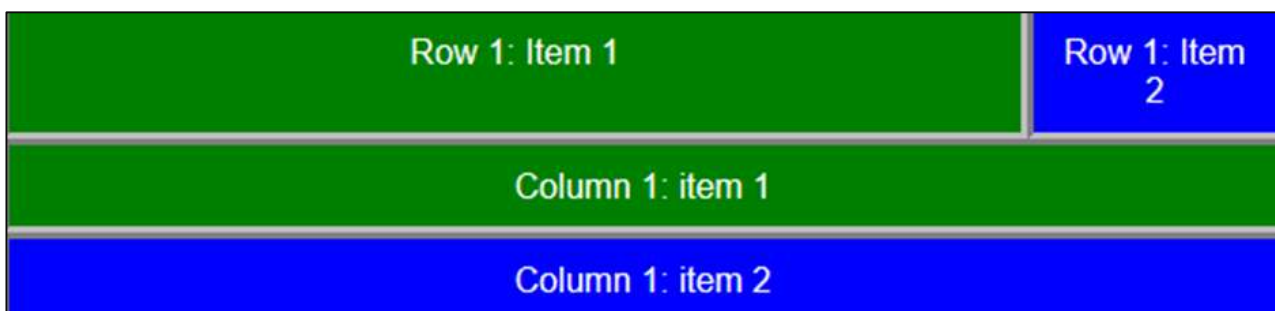 Row 1: Item 1
Row 1: Item
2
Column 1: item 1
Column 1: item 2